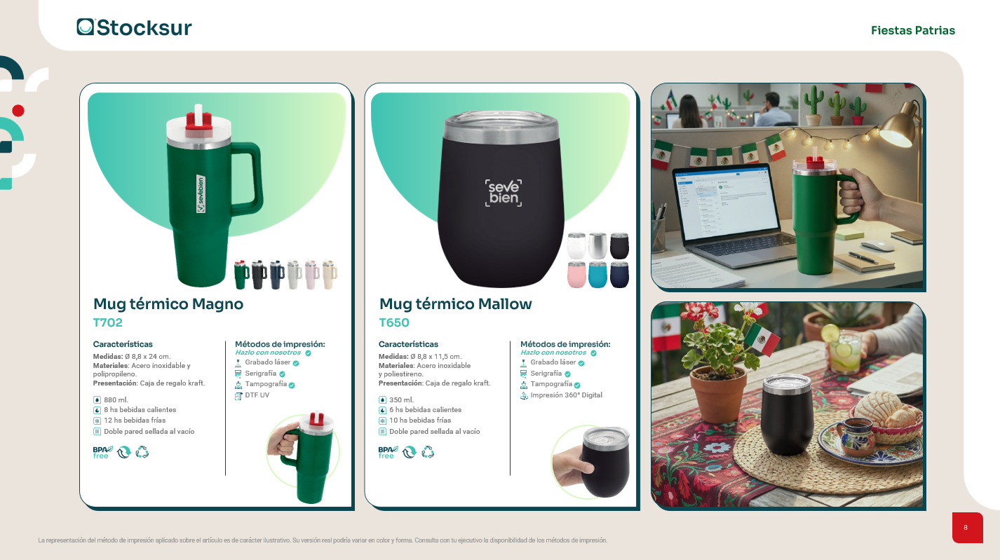 Stocksur
Fiestas Patrias
sevebien
seve
bien
Mug térmico Magno
T702
Características
Medidas: Ø 8,8 x 24 cm.
Materiales: Acero inoxidable y
polipropileno.
Presentación: Caja de regalo kraft.
880 ml.
8 hs bebidas calientes
12 hs bebidas frías
Doble pared sellada al vacío
BPA
free
Métodos de impresión:
Hazlo con nosotros
Grabado láser
Serigrafía
Tampografía
DTF UV
Mug térmico Mallow
T650
Características
Medidas: Ø 8,8 x 11,5 cm.
Materiales: Acero inoxidable
y poliestireno.
Presentación: Caja de regalo kraft.
350 ml.
6 hs bebidas calientes
10 hs bebidas frías
Doble pared sellada al vacío
BPA
free
Métodos de impresión:
Hazlo con nosotros
Grabado láser
Serigrafía
Tampografía
Impresión 360° Digital
La representación del método de impresión aplicado sobre el artículo es de carácter ilustrativo. Su versión real podría variar en color y forma. Consulta con tu ejecutivo la disponibilidad de los métodos de impresión.
8